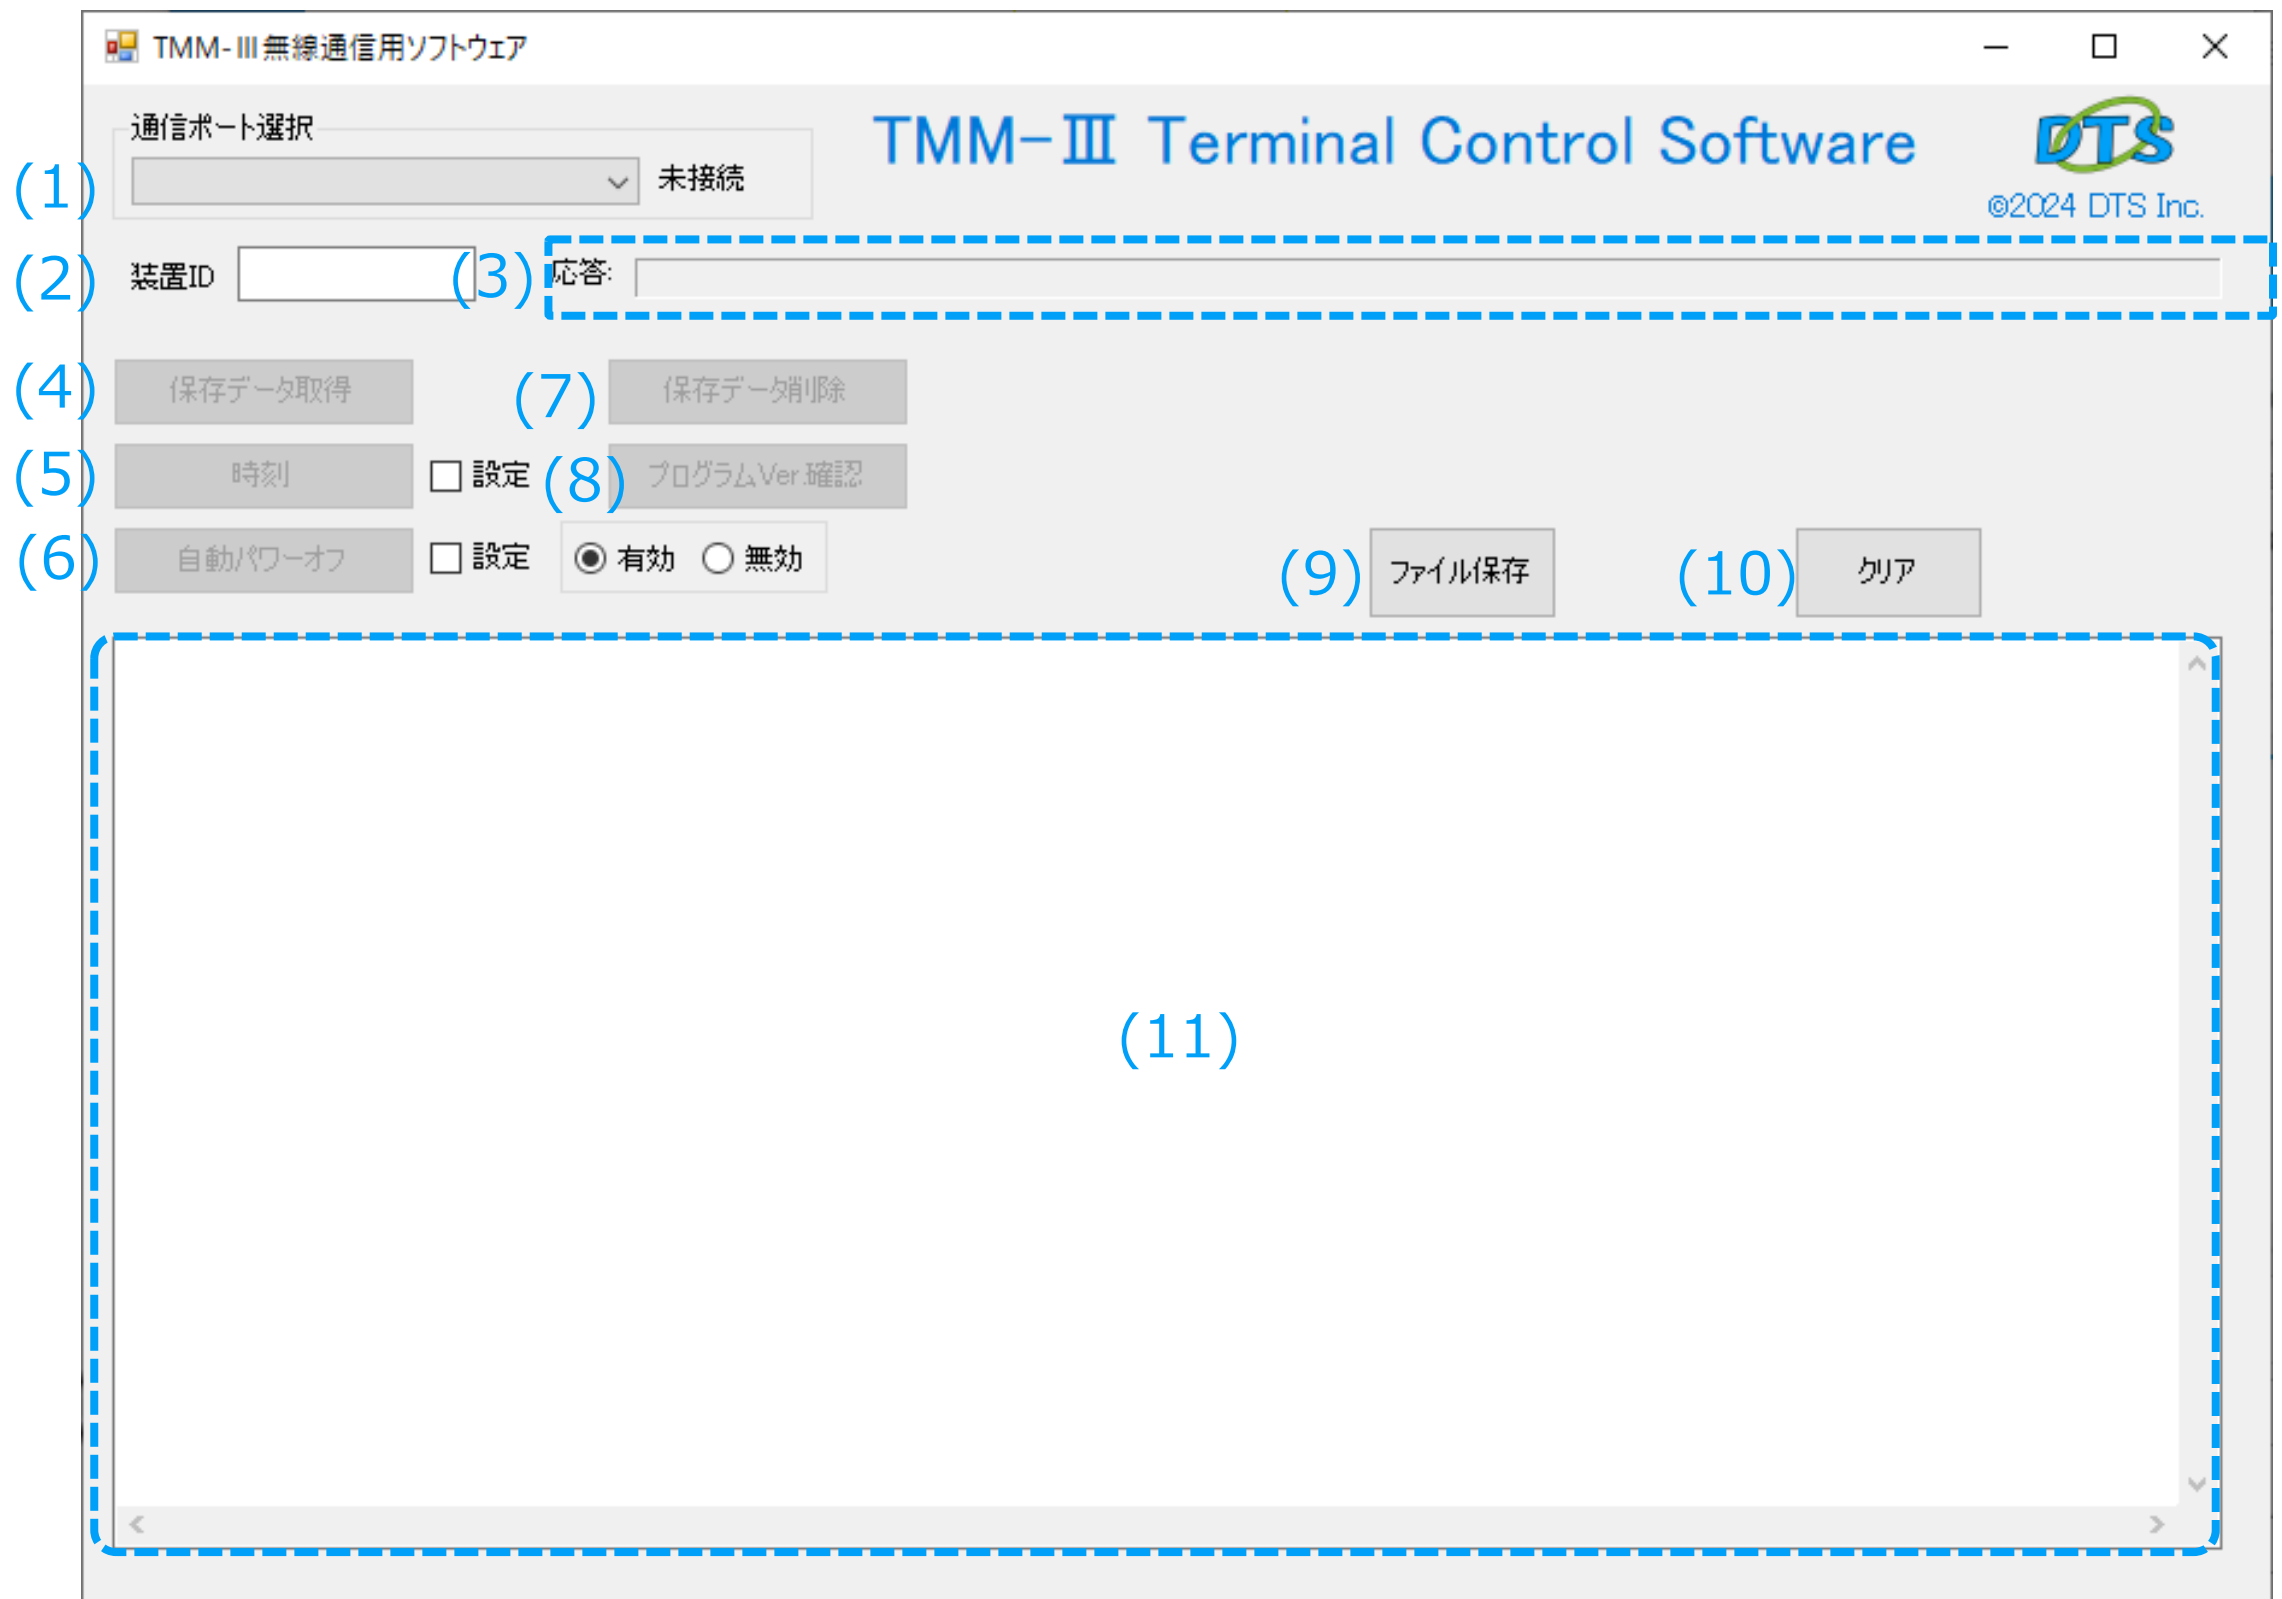 TMM-III無線通信用ソフトウェア
通信ポート選択
TMM-Ⅲ Terminal Control Software
DTS
(1) 未接続
©2024 DTS Inc.
(2) 装置ID (3) 応答:
(4) 保存データ取得 (7) 保存データ削除
(5) 時刻 設定 (8) プログラムVer.確認
(6) 自動パワーオフ 設定 有効 無効 (9) ファイル保存 (10) クリア
(11)